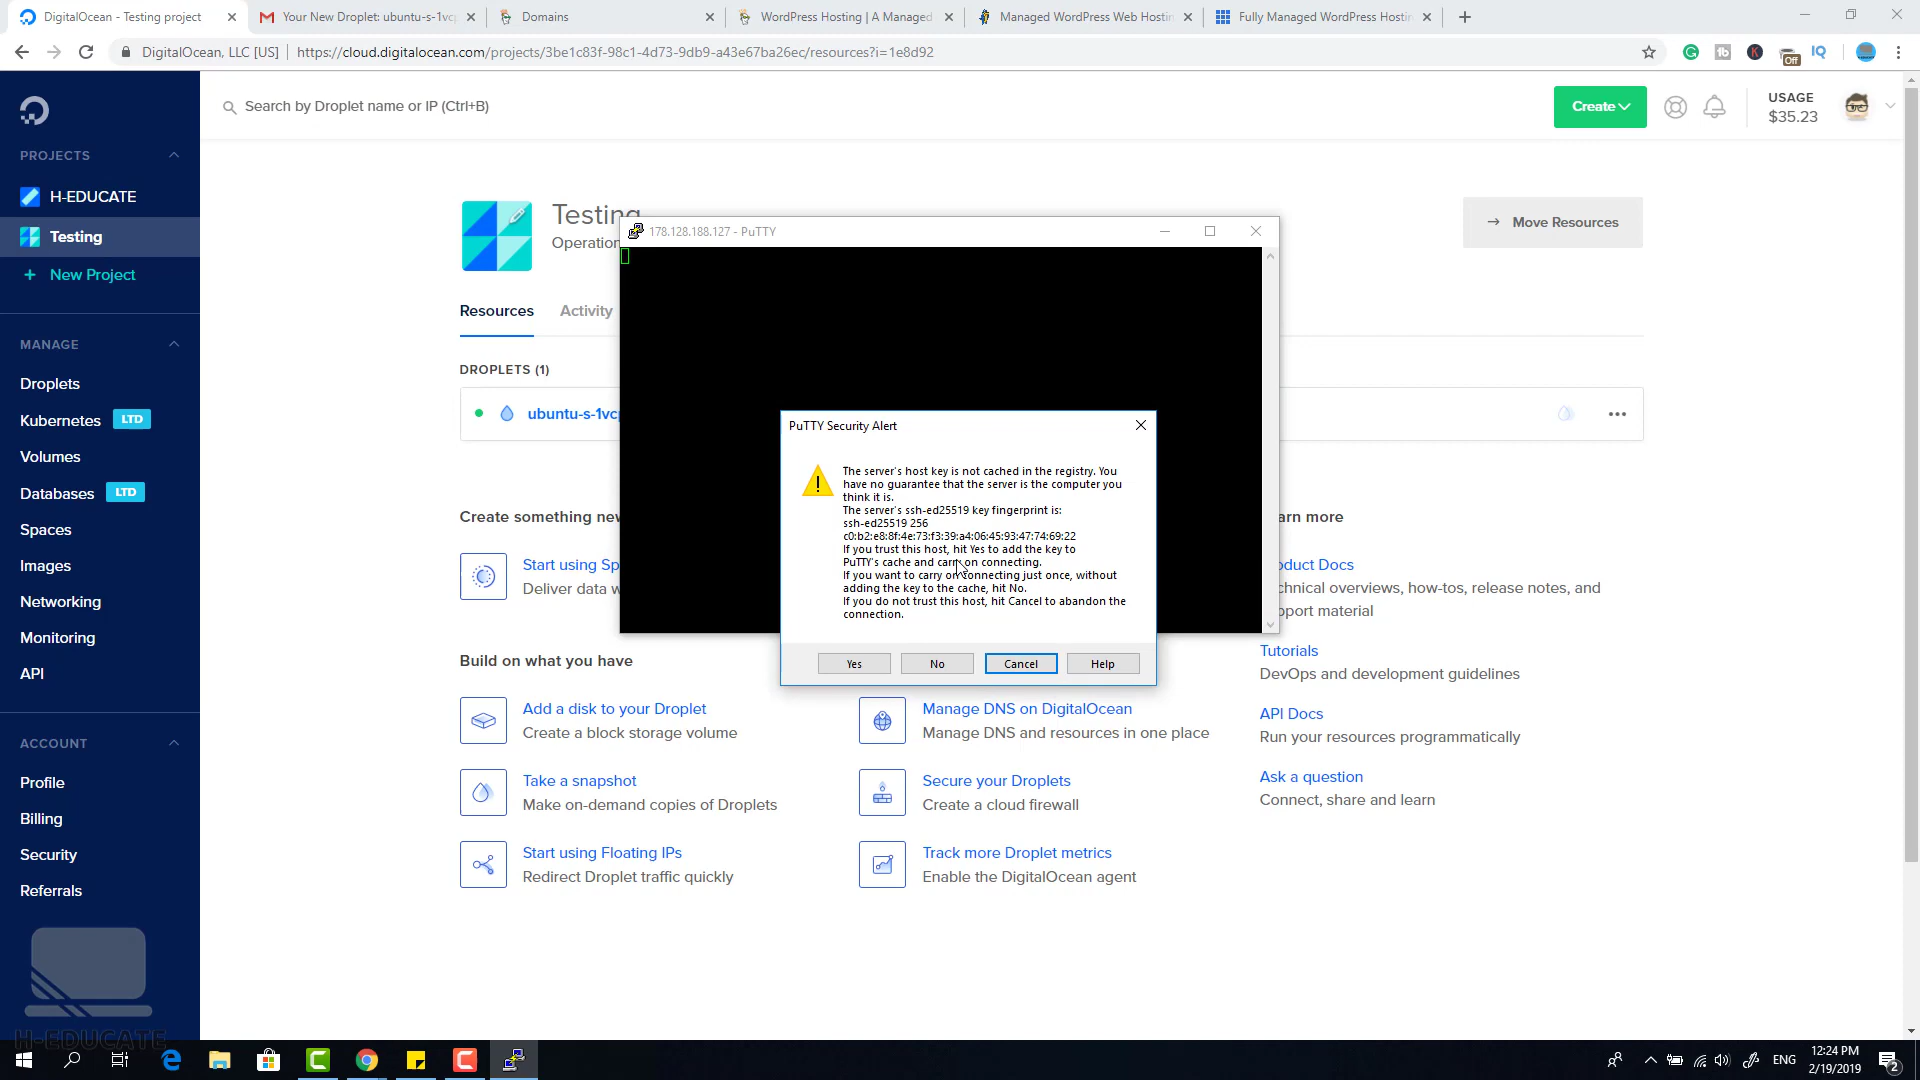 DigitalOcean - Testing project
Your New Droplet: ubuntu-s-1vcp
Domains
WordPress Hosting | A Managed
Managed WordPress Web Hostin
Fully Managed WordPress Hostin
DigitalOcean, LLC [US]
https://cloud.digitalocean.com/projects/3be1c83f-98c1-4d73-9db9-a43e67ba26ec/resources?i=1e8d92
Off
IQ
Search by Droplet name or IP (Ctrl+B)
Create
USAGE
$35.23
PROJECTS
H-EDUCATE
Testing
New Project
MANAGE
Droplets
Kubernetes LTD
Volumes
Databases LTD
Spaces
Images
Networking
Monitoring
API
ACCOUNT
Profile
Billing
Security
Referrals
H-EDUCATE
Testing
Operation
Move Resources
Resources
Activity
DROPLETS (1)
ubuntu-s-1vcp
178.128.188.127 - PuTTY
PuTTY Security Alert
The server's host key is not cached in the registry. You
have no guarantee that the server is the computer you
think it is.
The server's ssh-ed25519 key fingerprint is:
ssh-ed25519 256
c0:b2:e8:8f:4e:73:f3:39:a4:06:45:93:47:74:69:22
If you trust this host, hit Yes to add the key to
PuTTY's cache and carry on connecting.
If you want to carry on connecting just once, without
adding the key to the cache, hit No.
If you do not trust this host, hit Cancel to abandon the
connection.
Yes
No
Cancel
Help
Create something new
Start using Sp
Deliver data w
Build on what you have
Add a disk to your Droplet
Create a block storage volume
Take a snapshot
Make on-demand copies of Droplets
Start using Floating IPs
Redirect Droplet traffic quickly
Manage DNS on DigitalOcean
Manage DNS and resources in one place
Secure your Droplets
Create a cloud firewall
Track more Droplet metrics
Enable the DigitalOcean agent
arn more
oduct Docs
chnical overviews, how-tos, release notes, and
pport material
Tutorials
DevOps and development guidelines
API Docs
Run your resources programmatically
Ask a question
Connect, share and learn
ENG
12:24 PM
2/19/2019
2